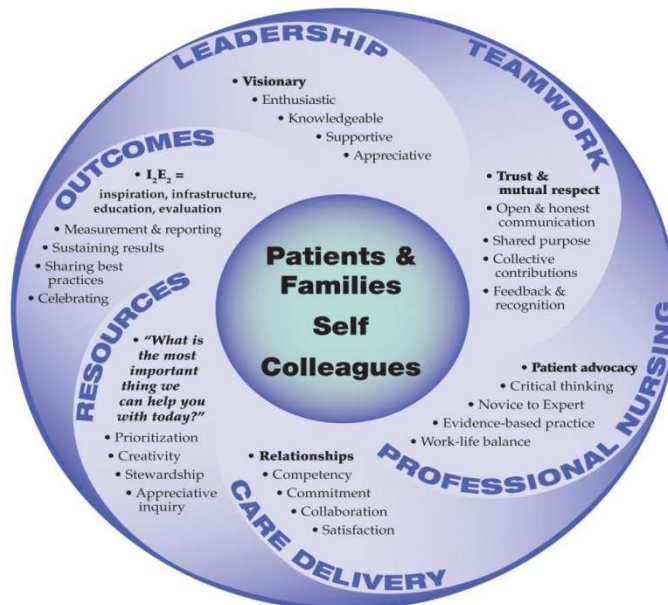 LEADERSHIP
• Visionary
• Enthusiastic
• Knowledgeable
• Supportive
• Appreciative
TEAMWORK
• Trust &
mutual respect
• Open & honest
communication
• Shared purpose
• Collective
contributions
• Feedback &
recognition
PROFESSIONAL NURSING
• Patient advocacy
• Critical thinking
• Novice to Expert
• Evidence-based practice
• Work-life balance
CARE DELIVERY
• Relationships
• Competency
• Commitment
• Collaboration
• Satisfaction
RESOURCES
• "What is
the most
important
thing we
can help you
with today?"
• Prioritization
• Creativity
• Stewardship
• Appreciative
inquiry
OUTCOMES
• I₂E₂ =
inspiration, infrastructure,
education, evaluation
• Measurement & reporting
• Sustaining results
• Sharing best
practices
• Celebrating
Patients &
Families
Self
Colleagues